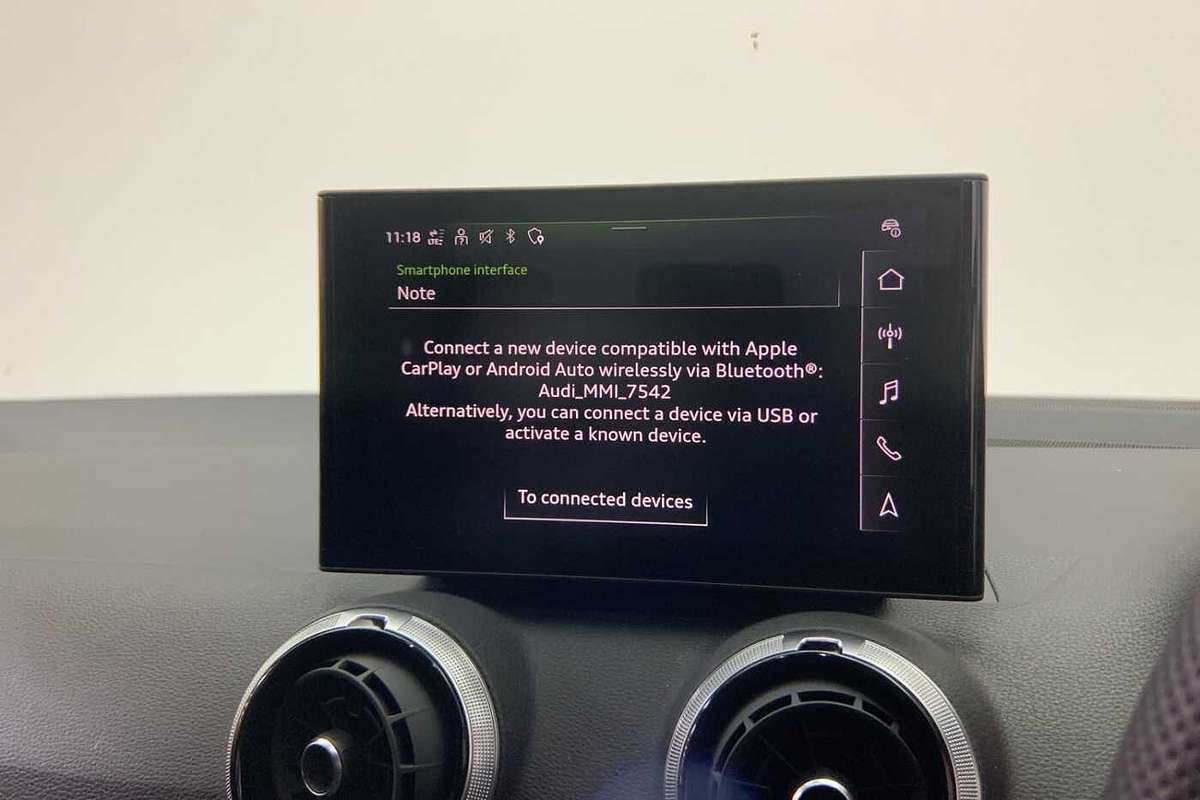 11:18 LTE
Smartphone interface
Note
Connect a new device compatible with Apple
CarPlay or Android Auto wirelessly via Bluetooth®:
Audi_MMI_7542
Alternatively, you can connect a device via USB or
activate a known device.
To connected devices